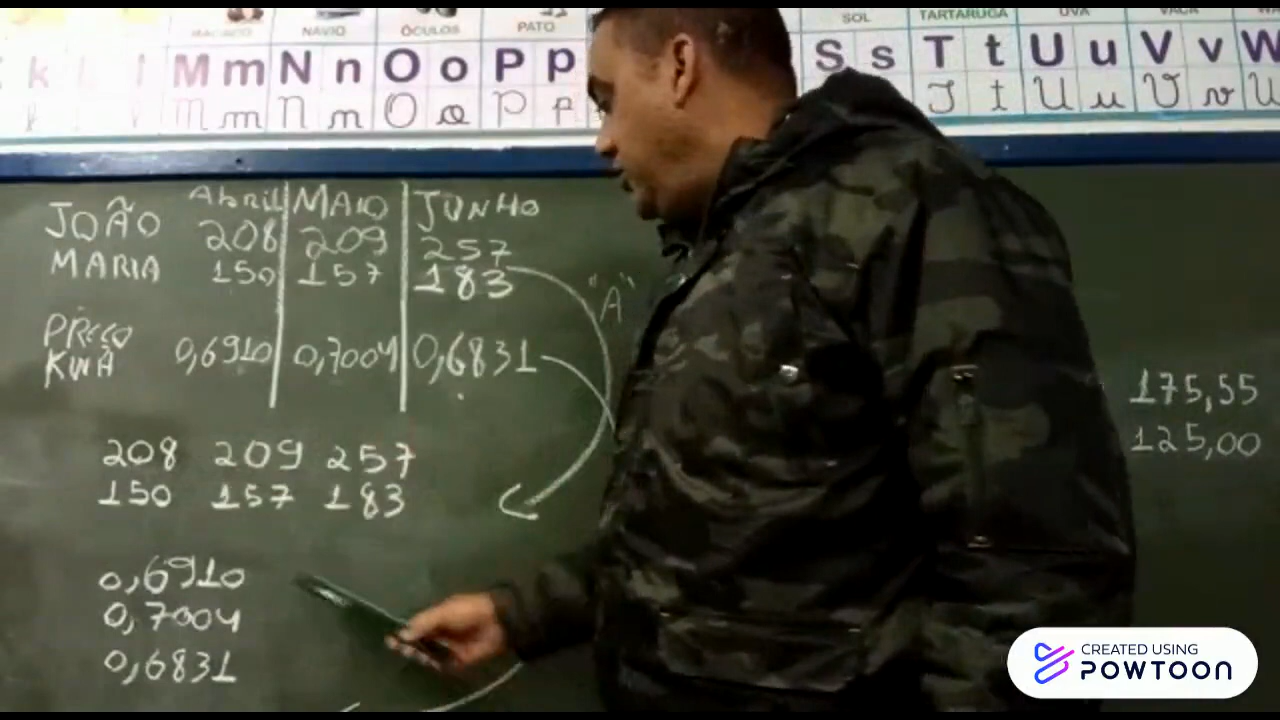 MACACO NAVIO ÓCULOS PATO SOL TARTARUGA UVA VACA
k M m N n O o P p S s T t U u V v W
k M m N n O o P p T t U u V v W
Abril MAIO JUNHO
JOÃO 208 209 257
MARIA 150 157 183
"A"
PREÇO
KWH 0,6910 0,7004 0,6831
175,55
125,00
208 209 257
150 157 183
0,6910
0,7004
0,6831
CREATED USING
POWTOON